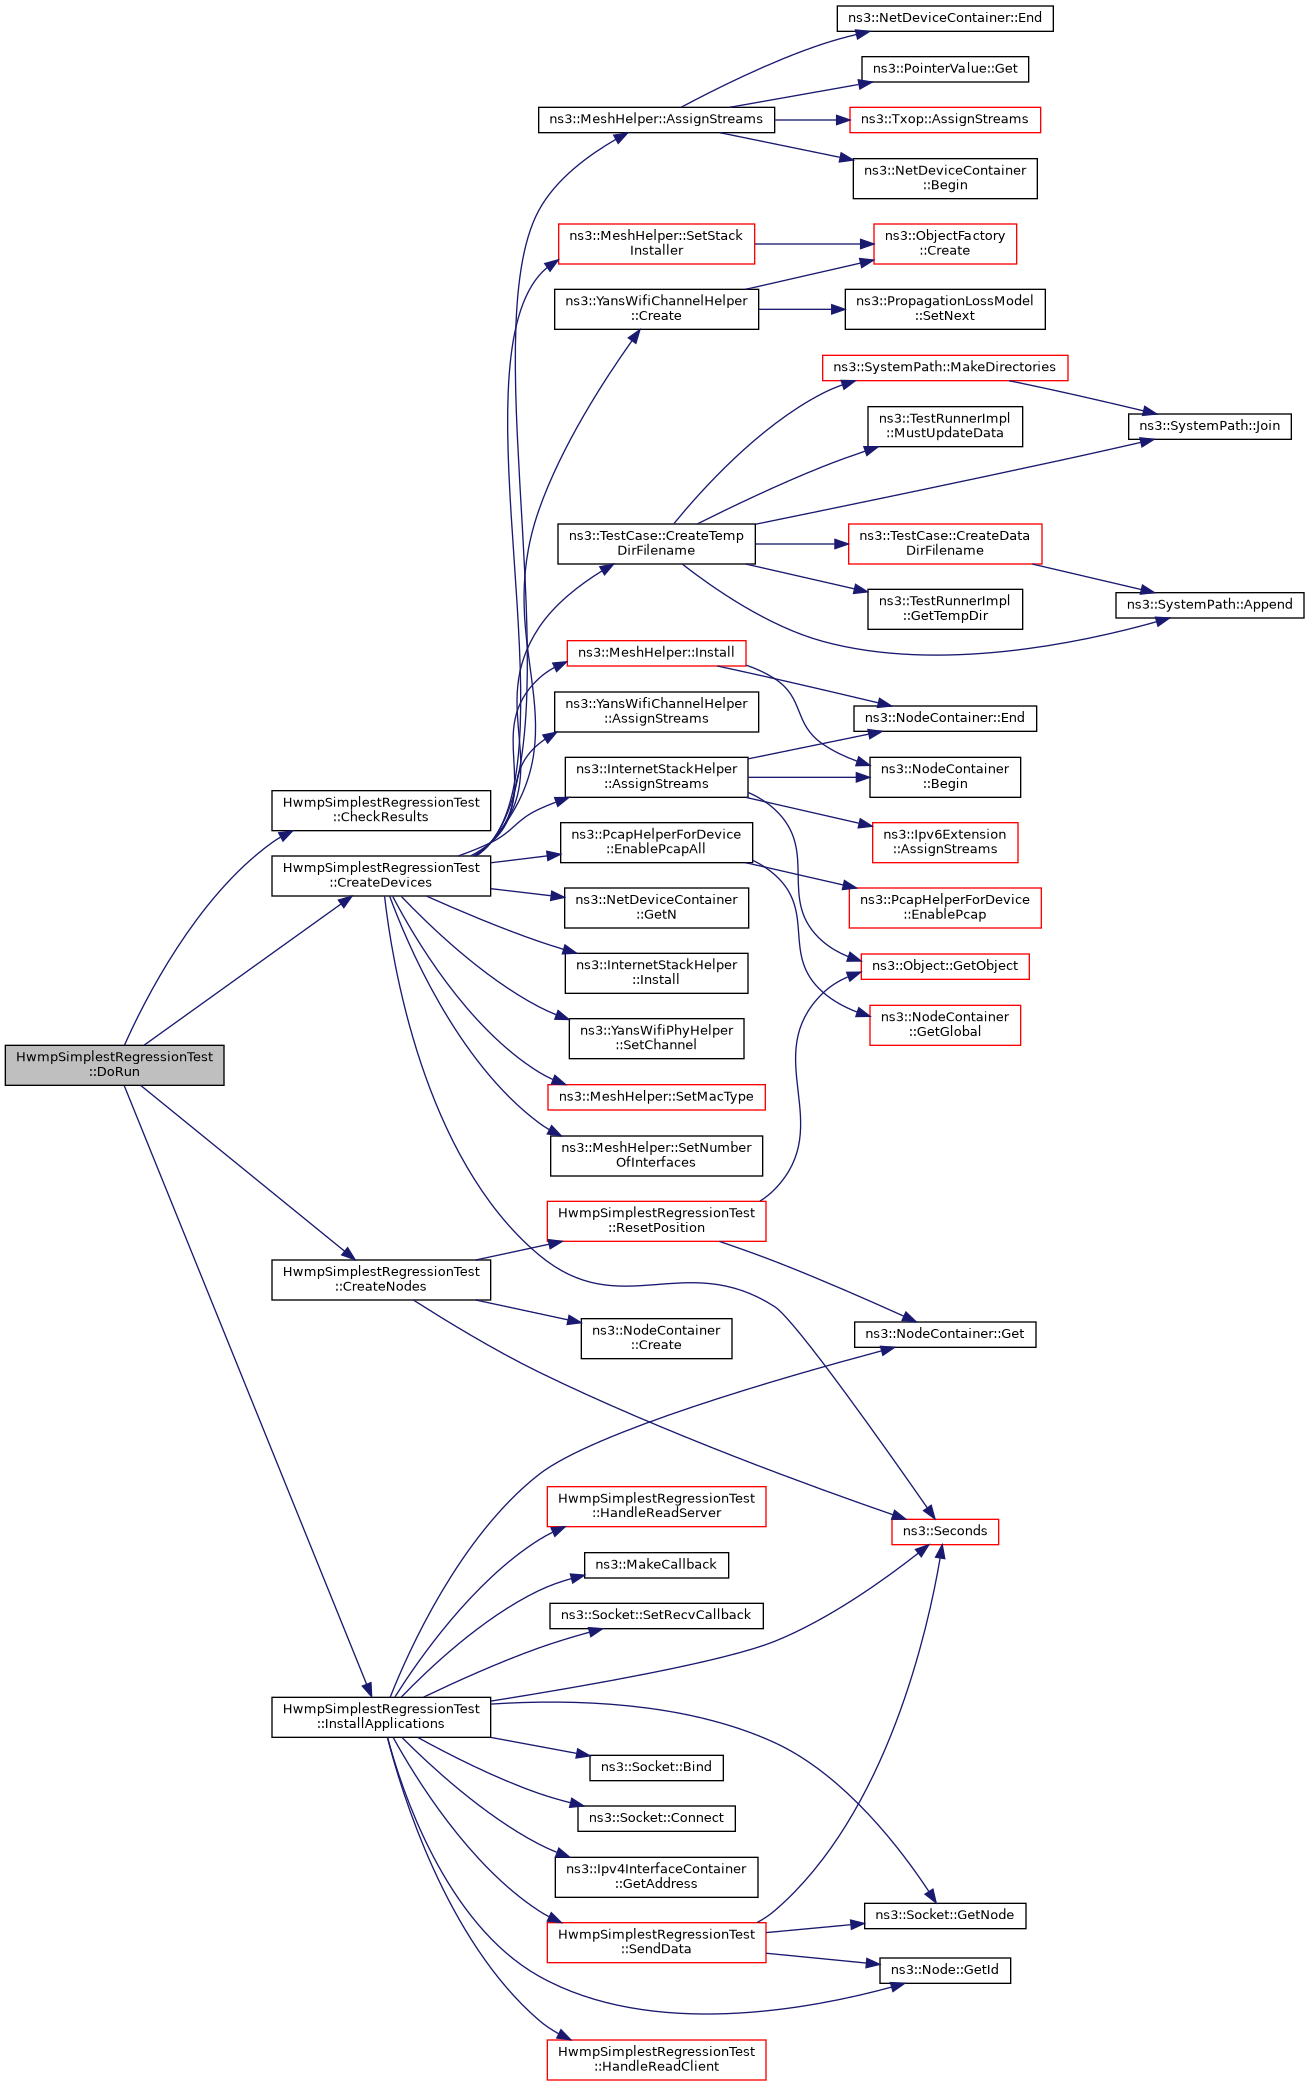 ns3::NetDeviceContainer::End
ns3::PointerValue::Get
ns3::MeshHelper::AssignStreams
ns3::Txop::AssignStreams
ns3::NetDeviceContainer
::Begin
ns3::MeshHelper::SetStack
Installer
ns3::ObjectFactory
::Create
ns3::YansWifiChannelHelper
::Create
ns3::PropagationLossModel
::SetNext
ns3::SystemPath::MakeDirectories
ns3::TestRunnerImpl
::MustUpdateData
ns3::SystemPath::Join
ns3::TestCase::CreateTemp
DirFilename
ns3::TestCase::CreateData
DirFilename
ns3::TestRunnerImpl
::GetTempDir
ns3::SystemPath::Append
ns3::MeshHelper::Install
ns3::YansWifiChannelHelper
::AssignStreams
ns3::NodeContainer::End
ns3::InternetStackHelper
::AssignStreams
ns3::NodeContainer
::Begin
HwmpSimplestRegressionTest
::CheckResults
ns3::PcapHelperForDevice
::EnablePcapAll
ns3::Ipv6Extension
::AssignStreams
HwmpSimplestRegressionTest
::CreateDevices
ns3::NetDeviceContainer
::GetN
ns3::PcapHelperForDevice
::EnablePcap
ns3::InternetStackHelper
::Install
ns3::Object::GetObject
ns3::YansWifiPhyHelper
::SetChannel
ns3::NodeContainer
::GetGlobal
HwmpSimplestRegressionTest
::DoRun
ns3::MeshHelper::SetMacType
ns3::MeshHelper::SetNumber
OfInterfaces
HwmpSimplestRegressionTest
::ResetPosition
HwmpSimplestRegressionTest
::CreateNodes
ns3::NodeContainer
::Create
ns3::NodeContainer::Get
HwmpSimplestRegressionTest
::HandleReadServer
ns3::Seconds
ns3::MakeCallback
ns3::Socket::SetRecvCallback
HwmpSimplestRegressionTest
::InstallApplications
ns3::Socket::Bind
ns3::Socket::Connect
ns3::Ipv4InterfaceContainer
::GetAddress
ns3::Socket::GetNode
HwmpSimplestRegressionTest
::SendData
ns3::Node::GetId
HwmpSimplestRegressionTest
::HandleReadClient